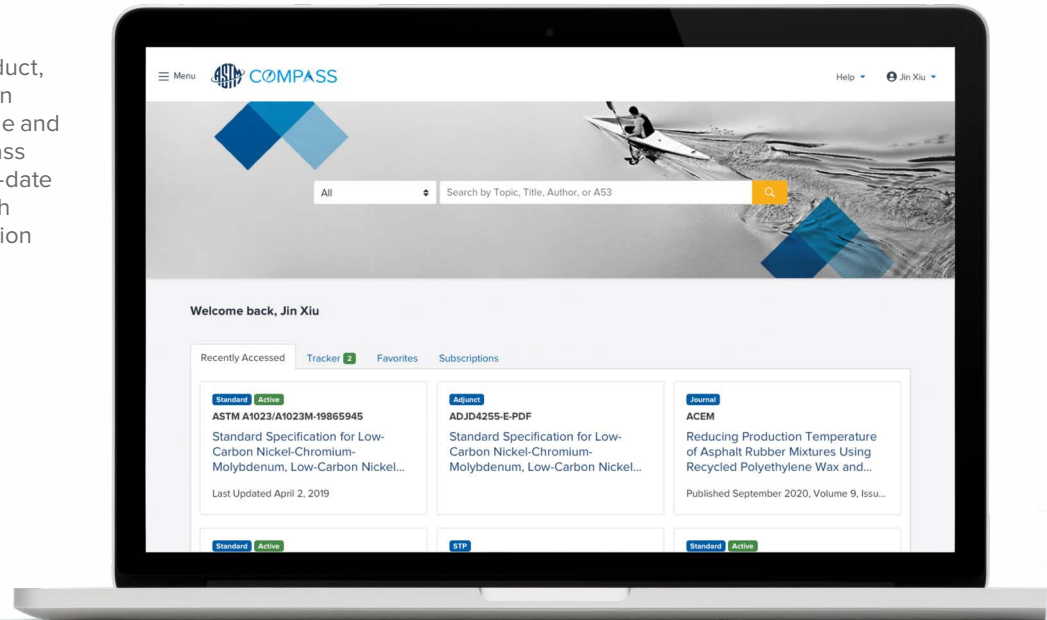 duct,
n
e and
ass
-date
h
ion
Menu
ASTM COMPASS
Help
Jin Xiu
All
Search by Topic, Title, Author, or A53
Welcome back, Jin Xiu
Recently Accessed
Tracker 2
Favorites
Subscriptions
Standard Active
ASTM A1023/A1023M-19865945
Standard Specification for Low-
Carbon Nickel-Chromium-
Molybdenum, Low-Carbon Nickel...
Last Updated April 2, 2019
Adjunct
ADJD4255-E-PDF
Standard Specification for Low-
Carbon Nickel-Chromium-
Molybdenum, Low-Carbon Nickel...
Journal
ACEM
Reducing Production Temperature
of Asphalt Rubber Mixtures Using
Recycled Polyethylene Wax and...
Published September 2020, Volume 9, Issu...
Standard Active
STP
Standard Active